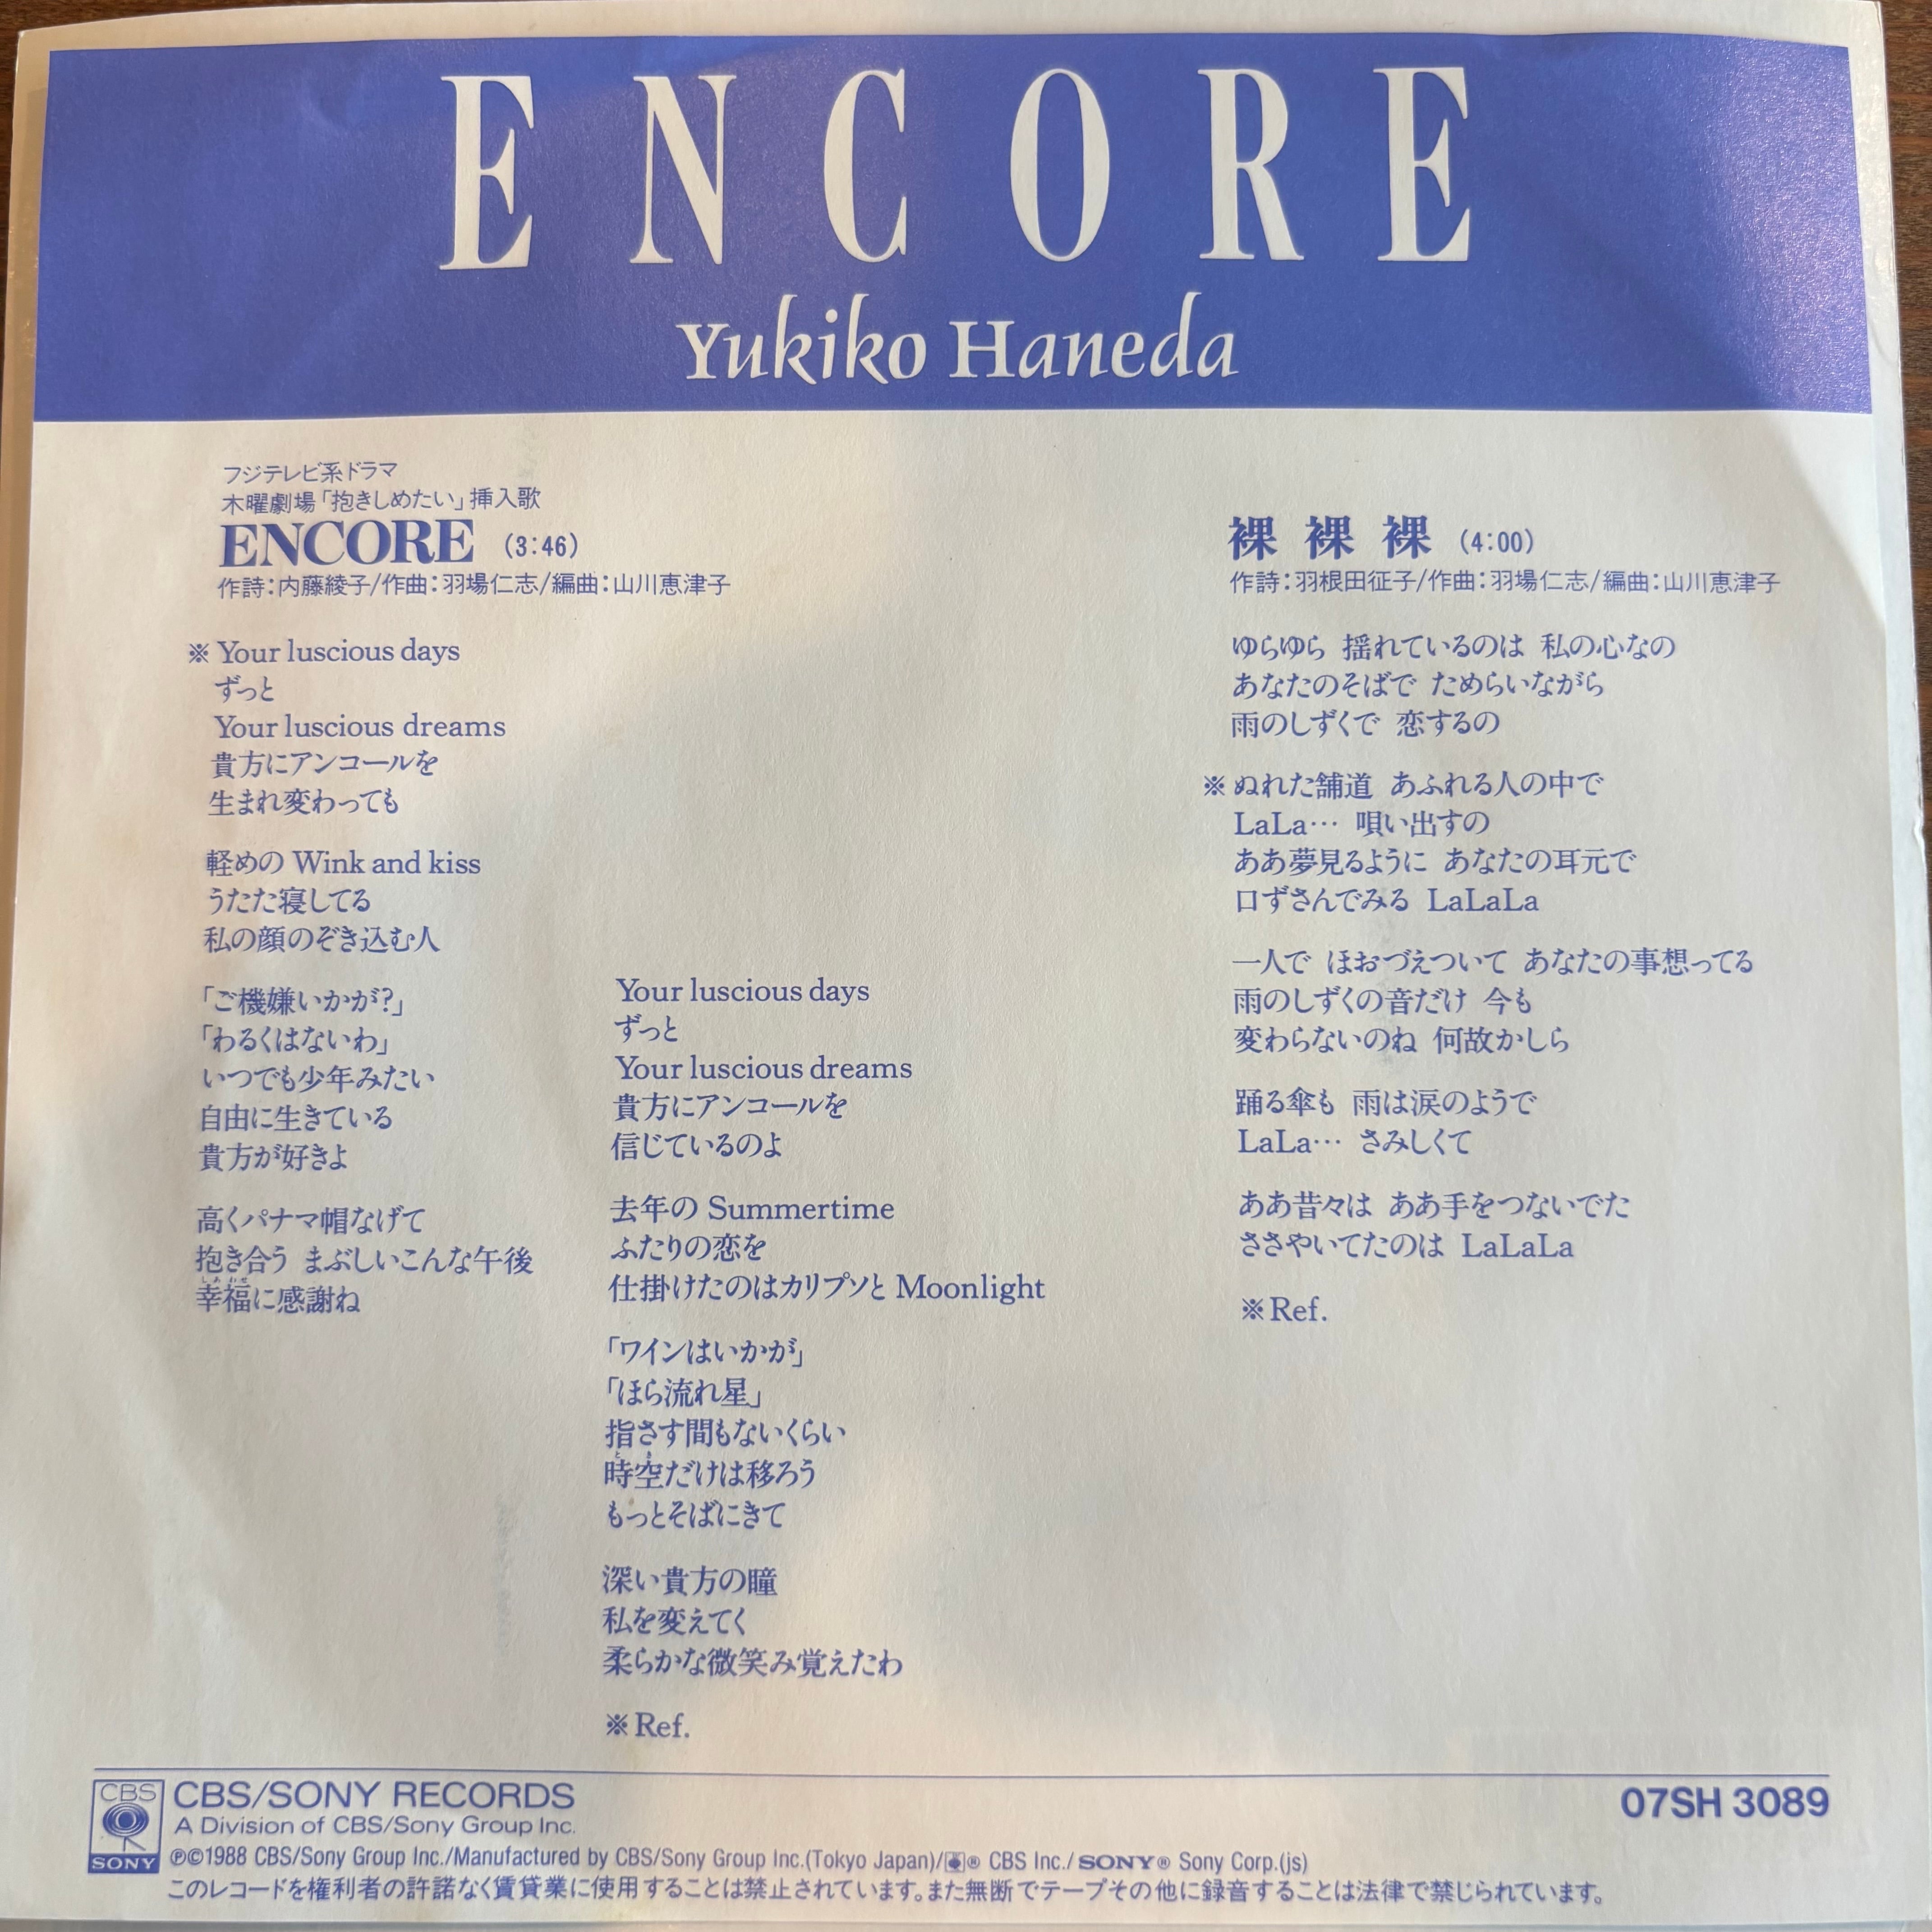 ENCORE
Yukiko Haneda
フジテレビ系ドラマ
木曜劇場「抱きしめたい」挿入歌
ENCORE (3:46)
作詩:内藤綾子/作曲:羽場仁志/編曲:山川恵津子
※ Your luscious days
ずっと
Your luscious dreams
貴方にアンコールを
生まれ変わっても
軽めの Wink and kiss
うたた寝してる
私の顔のぞき込む人
「ご機嫌いかが?」
「わるくはないわ」
いつでも少年みたい
自由に生きている
貴方が好きよ
高くパナマ帽なげて
抱き合う まぶしいこんな午後
しあわせ
幸福に感謝ね
Your luscious days
ずっと
Your luscious dreams
貴方にアンコールを
信じているのよ
去年の Summertime
ふたりの恋を
仕掛けたのはカリプソと Moonlight
「ワインはいかが」
「ほら流れ星」
指さす間もないくらい
とき
時空だけは移ろう
もっとそばにきて
深い貴方の瞳
私を変えてく
柔らかな微笑み覚えたわ
※ Ref.
裸 裸 裸 (4:00)
作詩:羽根田征子/作曲:羽場仁志/編曲:山川恵津子
ゆらゆら 揺れているのは 私の心なの
あなたのそばで ためらいながら
雨のしずくで 恋するの
※ ぬれた舗道 あふれる人の中で
LaLa… 唄い出すの
ああ夢見るように あなたの耳元で
口ずさんでみる LaLaLa
一人で ほおづえついて あなたの事想ってる
雨のしずくの音だけ 今も
変わらないのね 何故かしら
踊る傘も 雨は涙のようで
LaLa… さみしくて
ああ昔々は ああ手をつないでた
ささやいてたのは LaLaLa
※ Ref.
CBS
SONY
CBS/SONY RECORDS
A Division of CBS/Sony Group Inc.
07SH 3089
℗©1988 CBS/Sony Group Inc./Manufactured by CBS/Sony Group Inc.(Tokyo Japan)/® CBS Inc./SONY® Sony Corp.(js)
このレコードを権利者の許諾なく賃貸業に使用することは禁止されています。また無断でテープその他に録音することは法律で禁じられています。